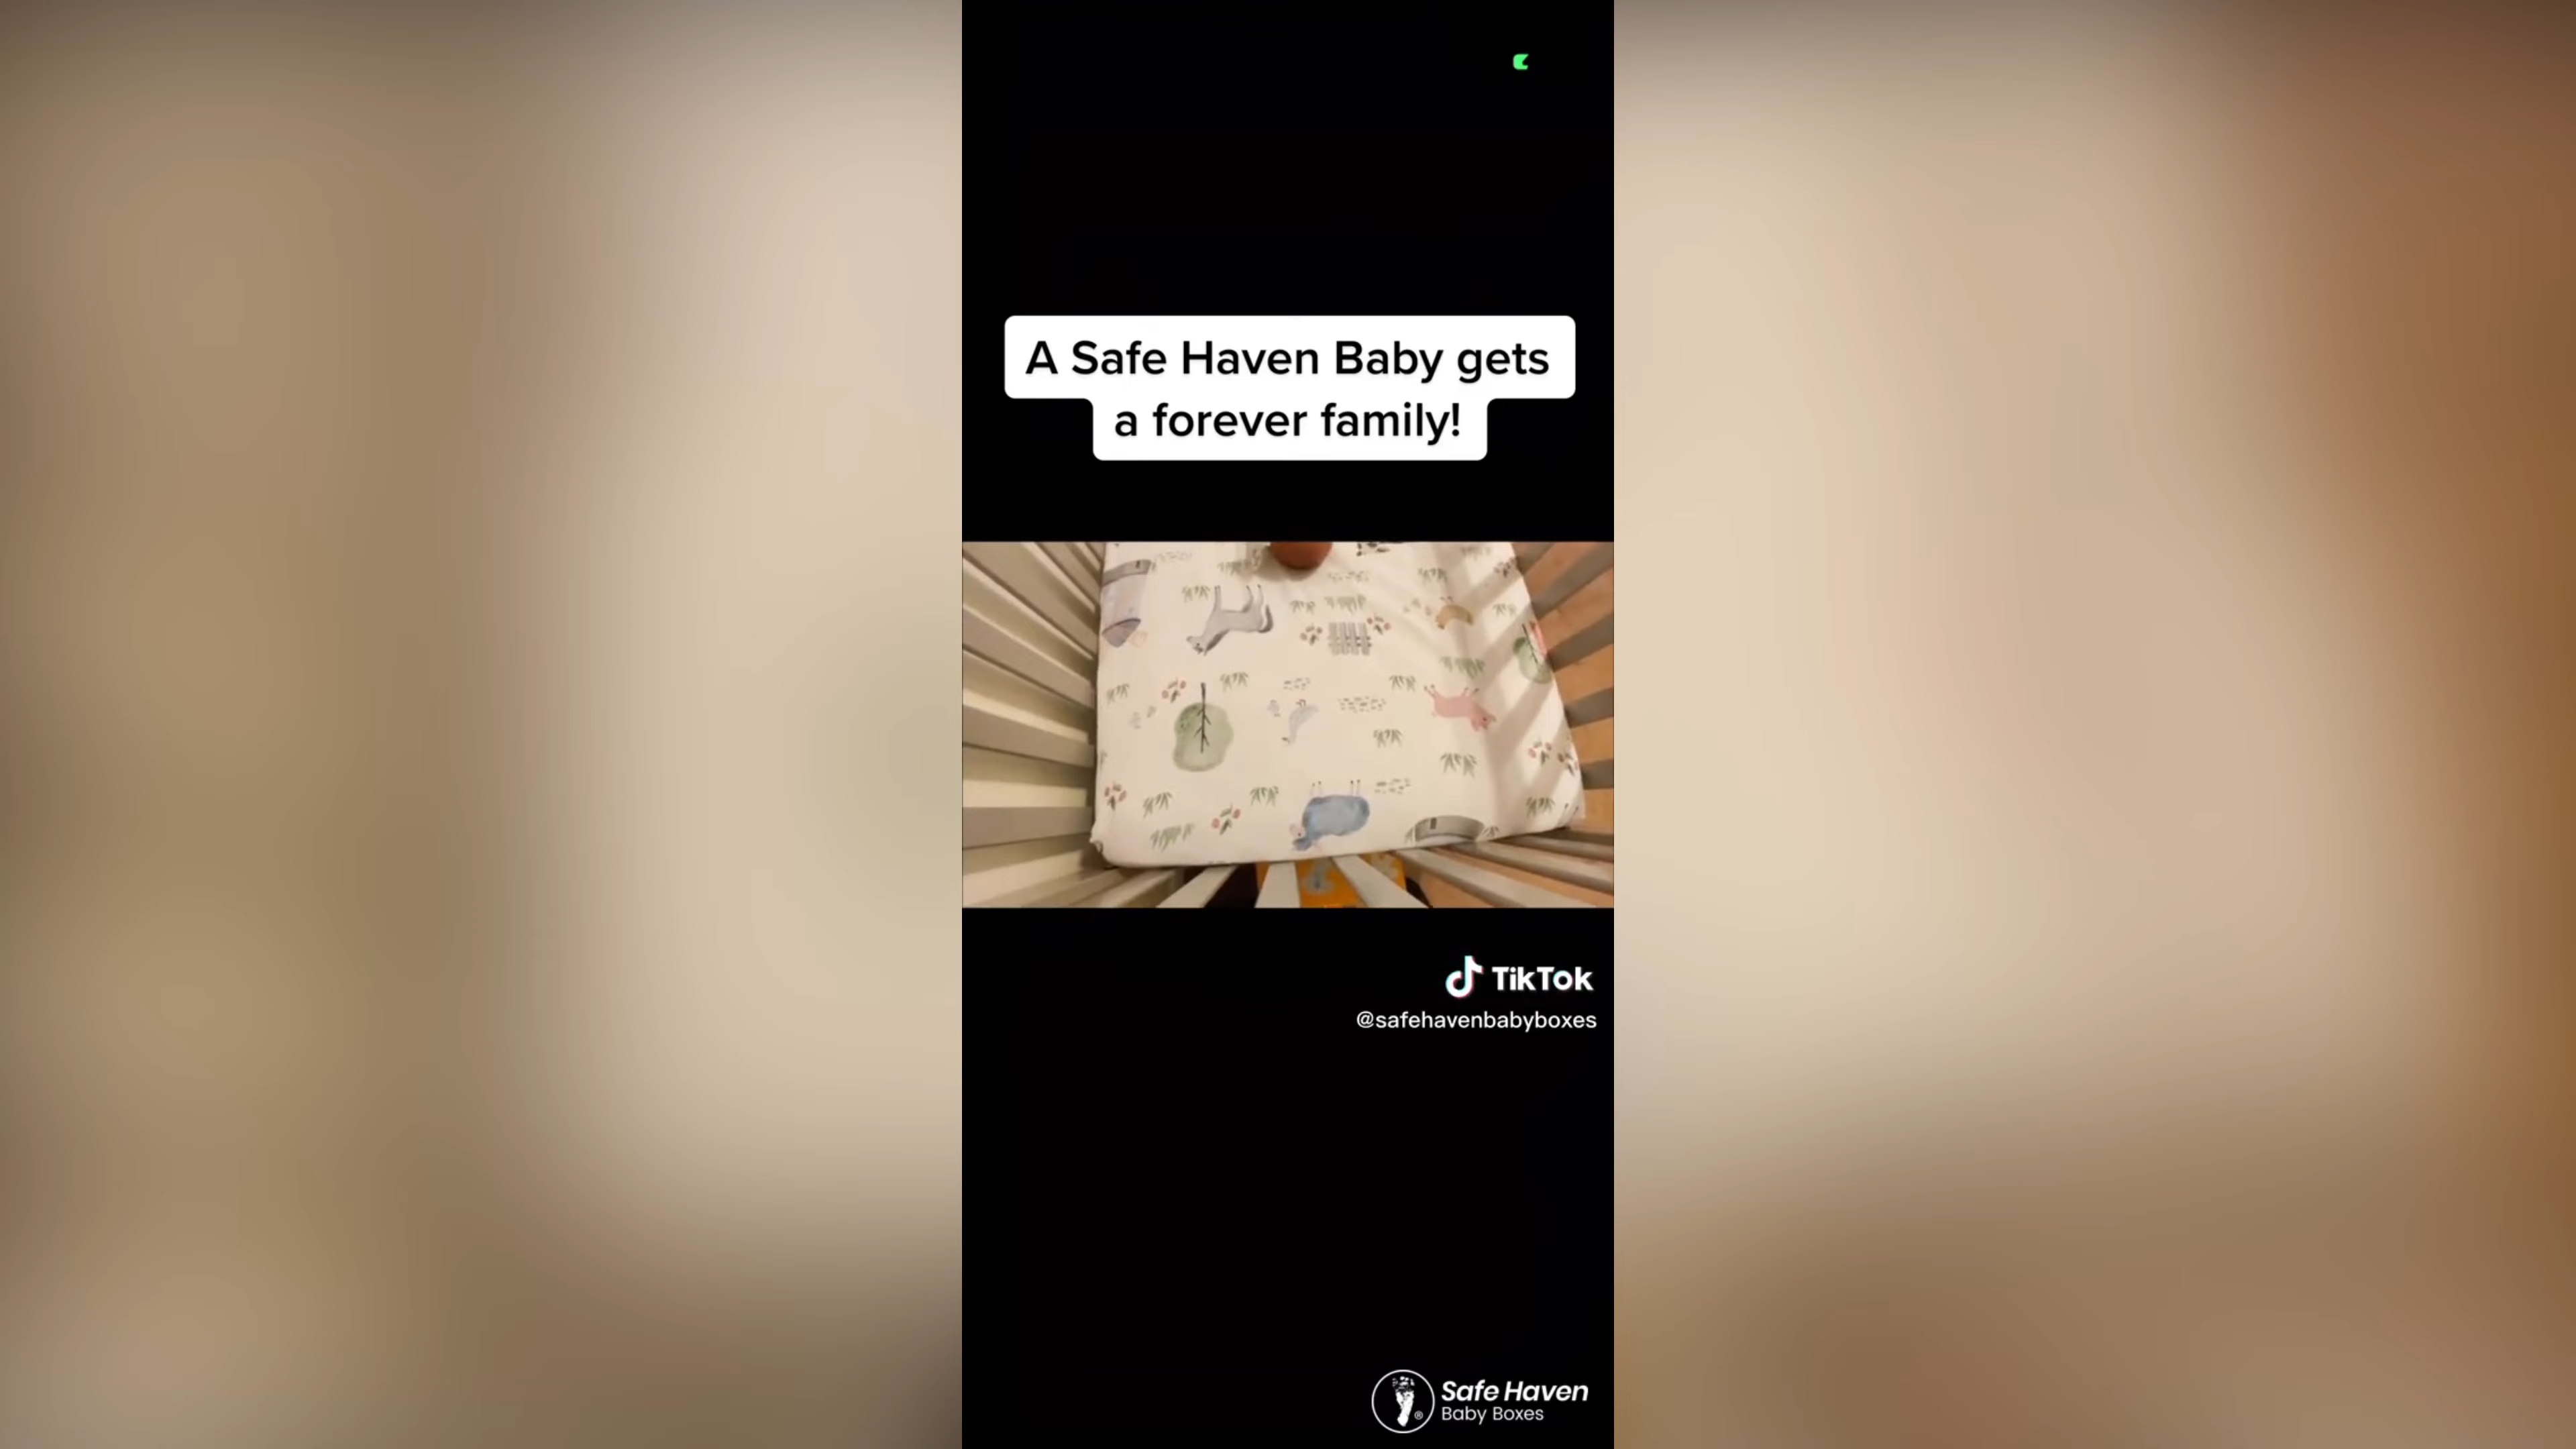 A Safe Haven Baby gets
a forever family!
TikTok
@safehavenbabyboxes
Safe Haven
Baby Boxes
®